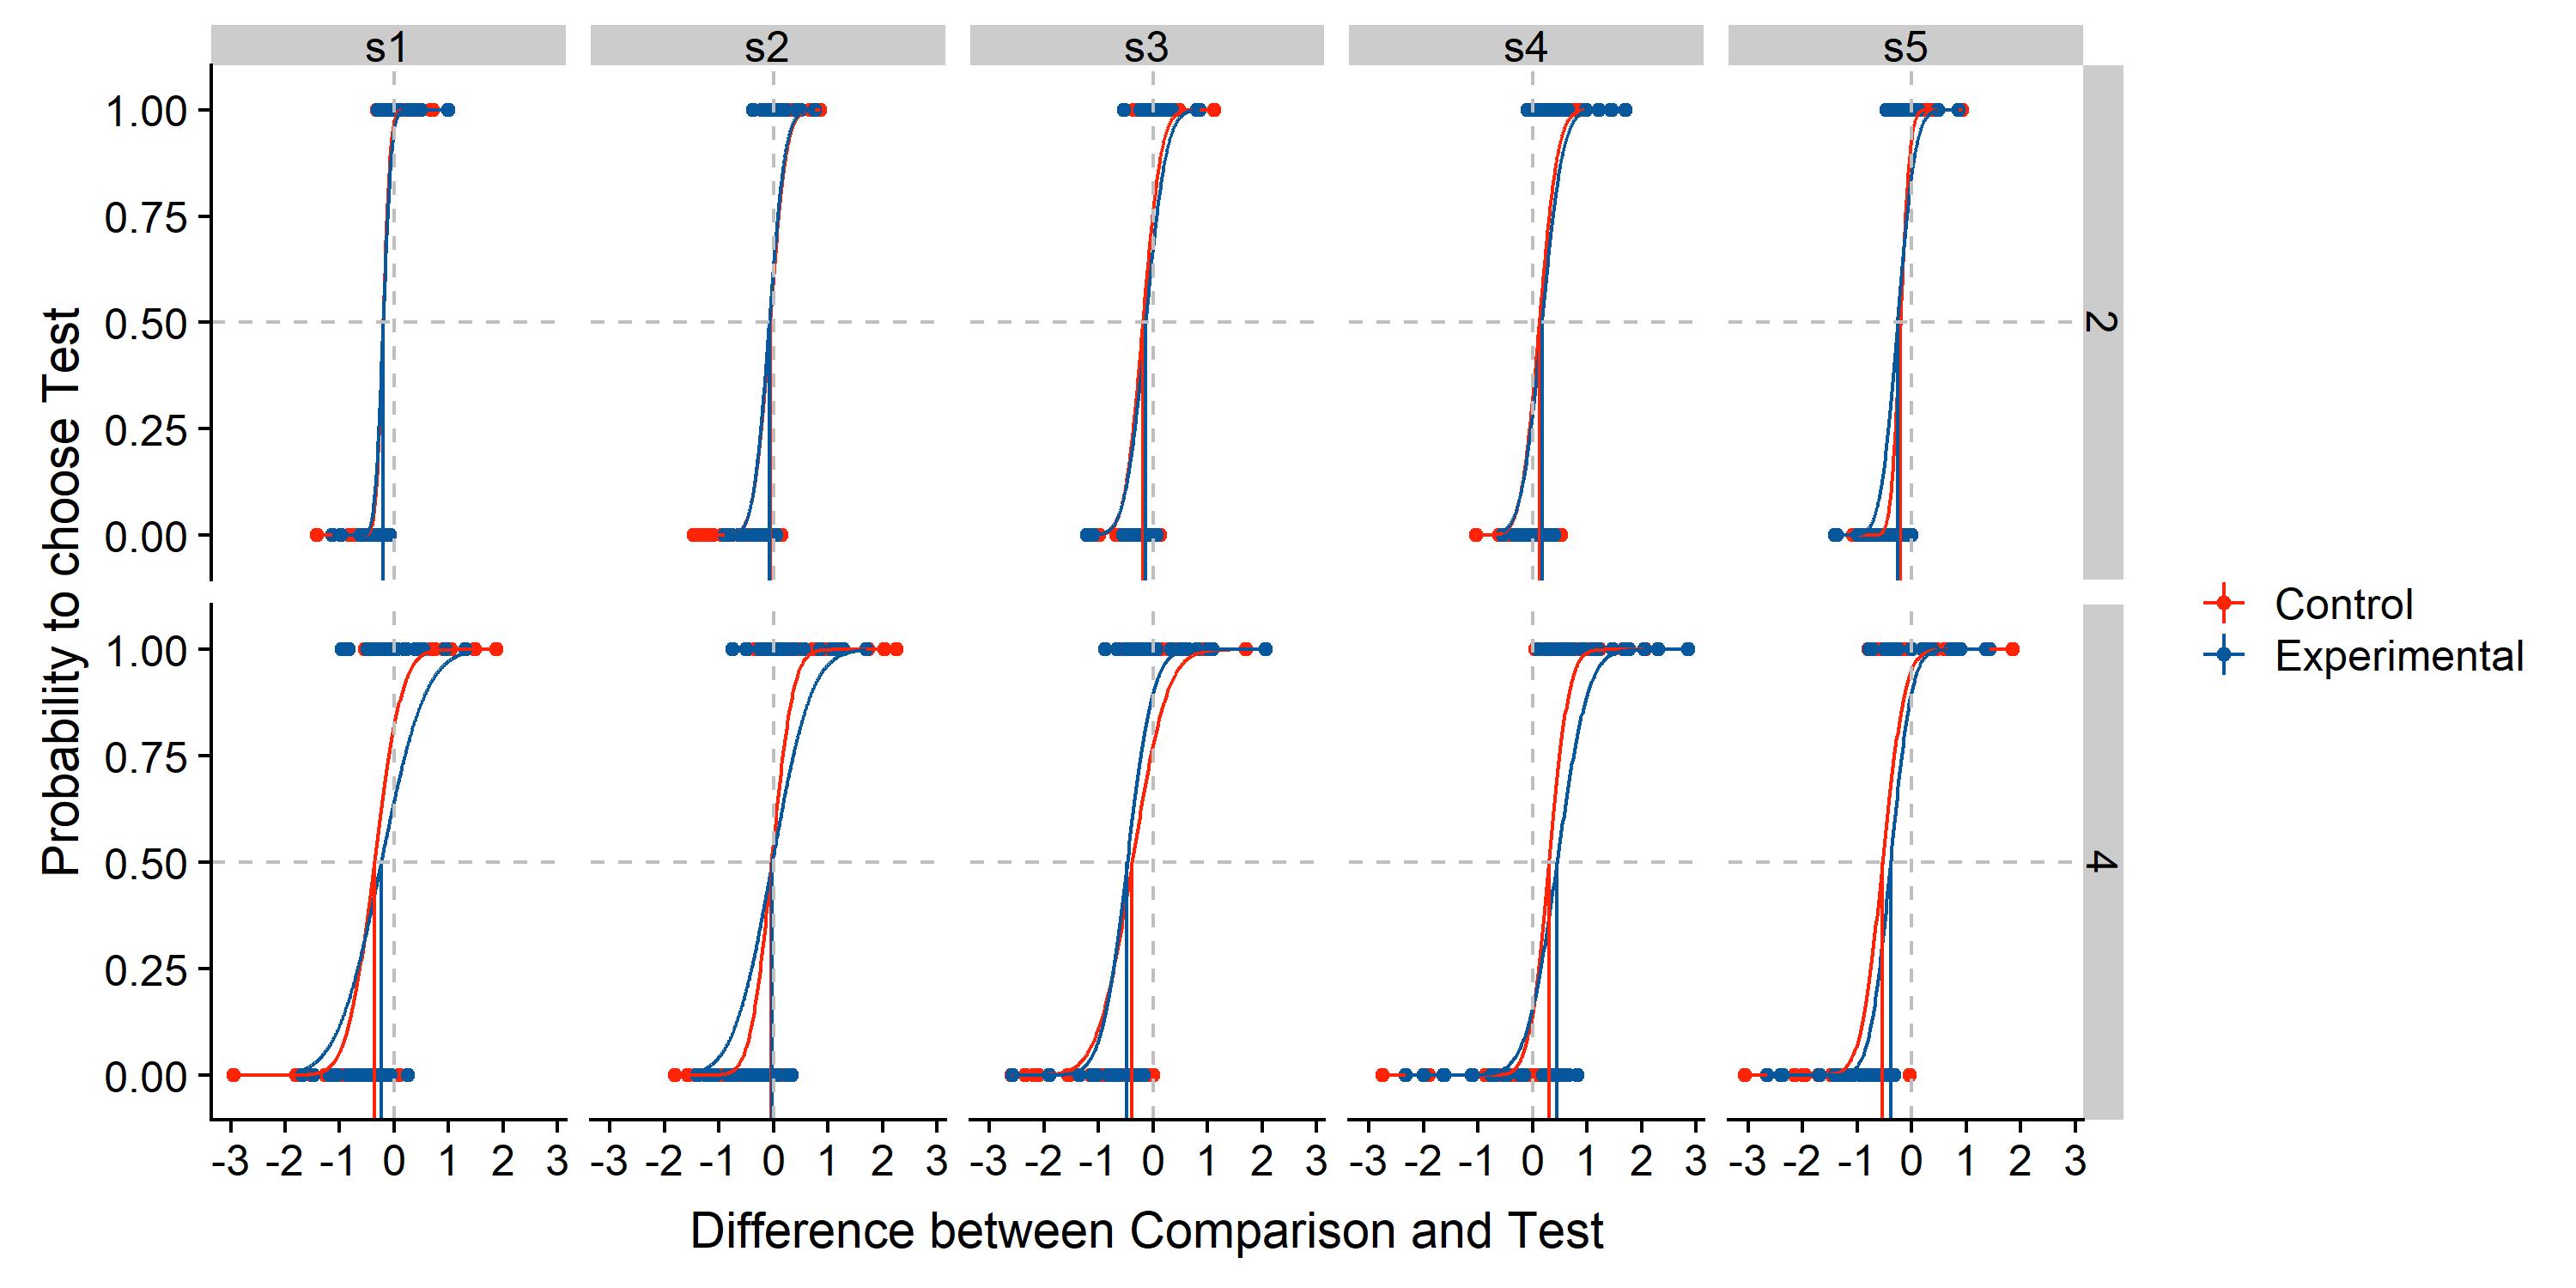 s1 s2 s3 s4 s5
1.00
0.75
0.50
0.25
0.00
2
1.00
0.75
0.50
0.25
0.00
4
-3 -2 -1 0 1 2 3 -3 -2 -1 0 1 2 3 -3 -2 -1 0 1 2 3 -3 -2 -1 0 1 2 3 -3 -2 -1 0 1 2 3
Probability to choose Test
Difference between Comparison and Test
Control
Experimental